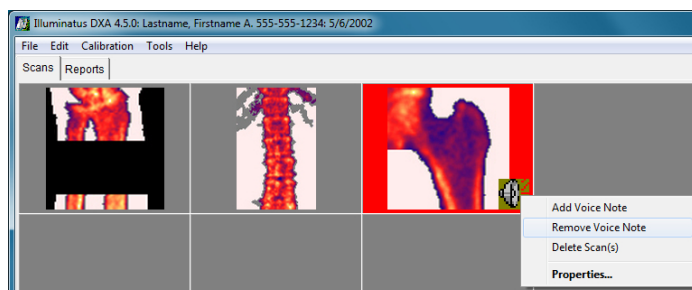 Illuminatus DXA 4.5.0: Lastname, Firstname A. 555-555-1234: 5/6/2002
File Edit Calibration Tools Help
Scans Reports
Add Voice Note
Remove Voice Note
Delete Scan(s)
Properties...